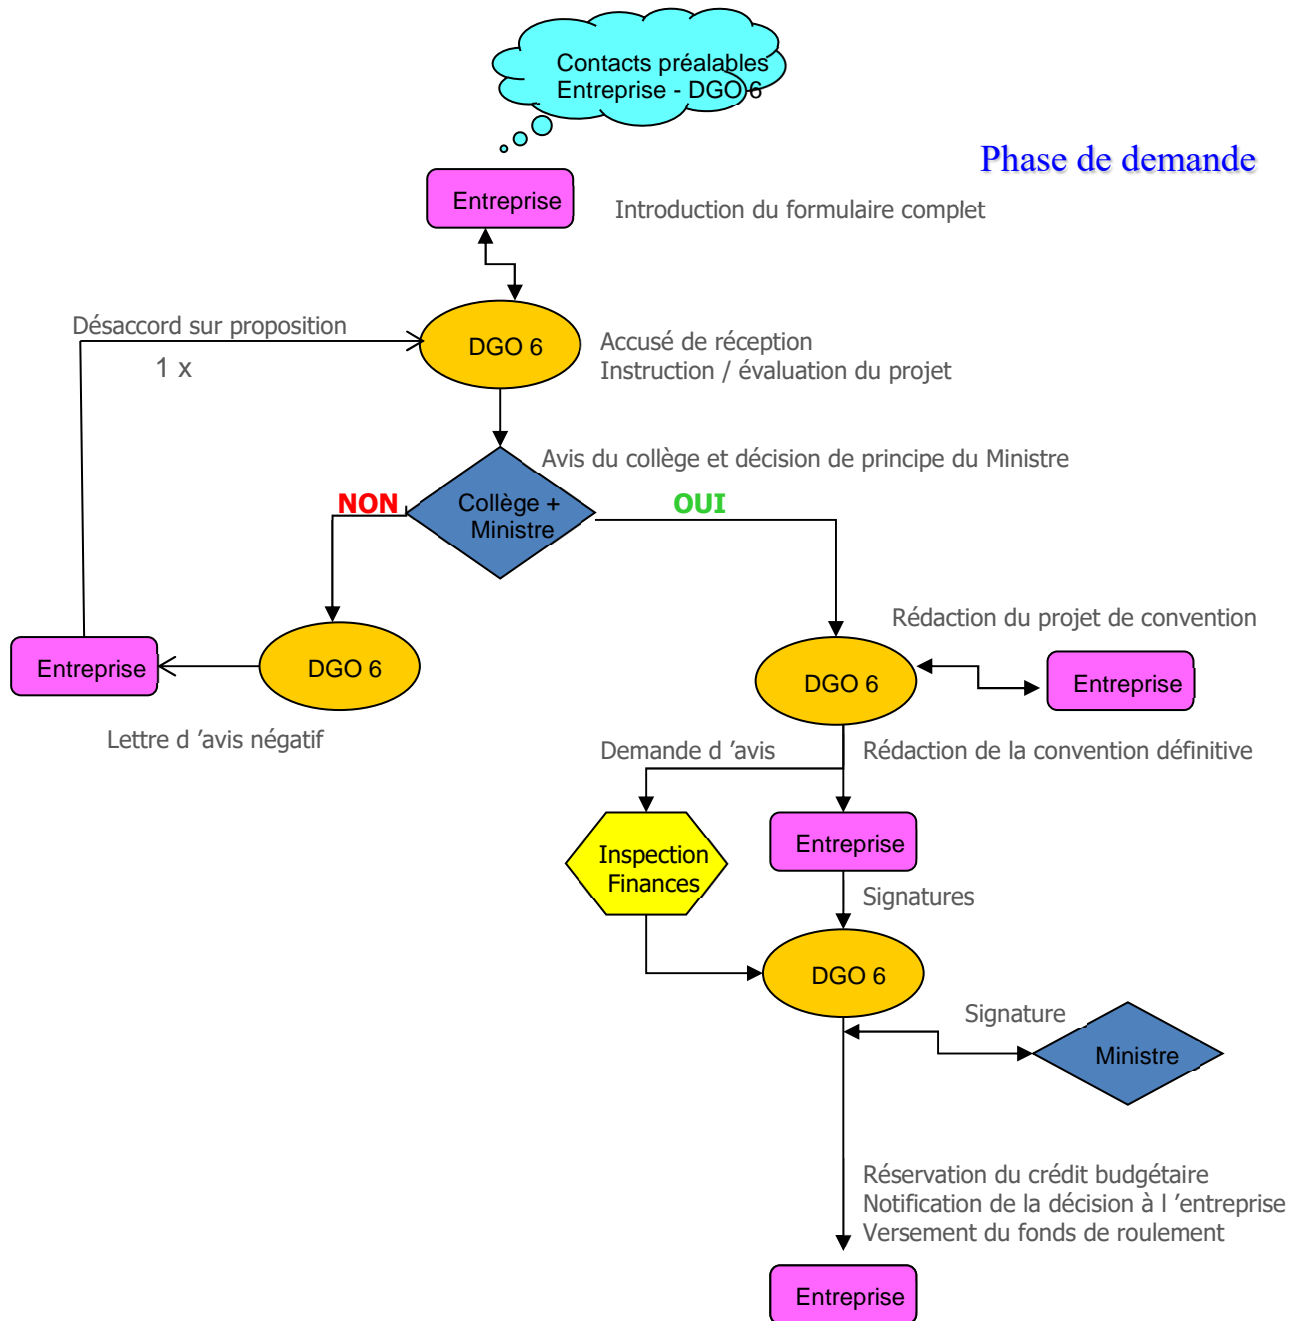 Contacts préalables
Entreprise - DGO 6
Phase de demande
Entreprise
Introduction du formulaire complet
Désaccord sur proposition
1 x
DGO 6
Accusé de réception
Instruction / évaluation du projet
Avis du collège et décision de principe du Ministre
NON
Collège +
Ministre
OUI
Rédaction du projet de convention
Entreprise
DGO 6
DGO 6
Entreprise
Lettre d ’avis négatif
Demande d ’avis
Rédaction de la convention définitive
Inspection
Finances
Entreprise
Signatures
DGO 6
Signature
Ministre
Réservation du crédit budgétaire
Notification de la décision à l ’entreprise
Versement du fonds de roulement
Entreprise